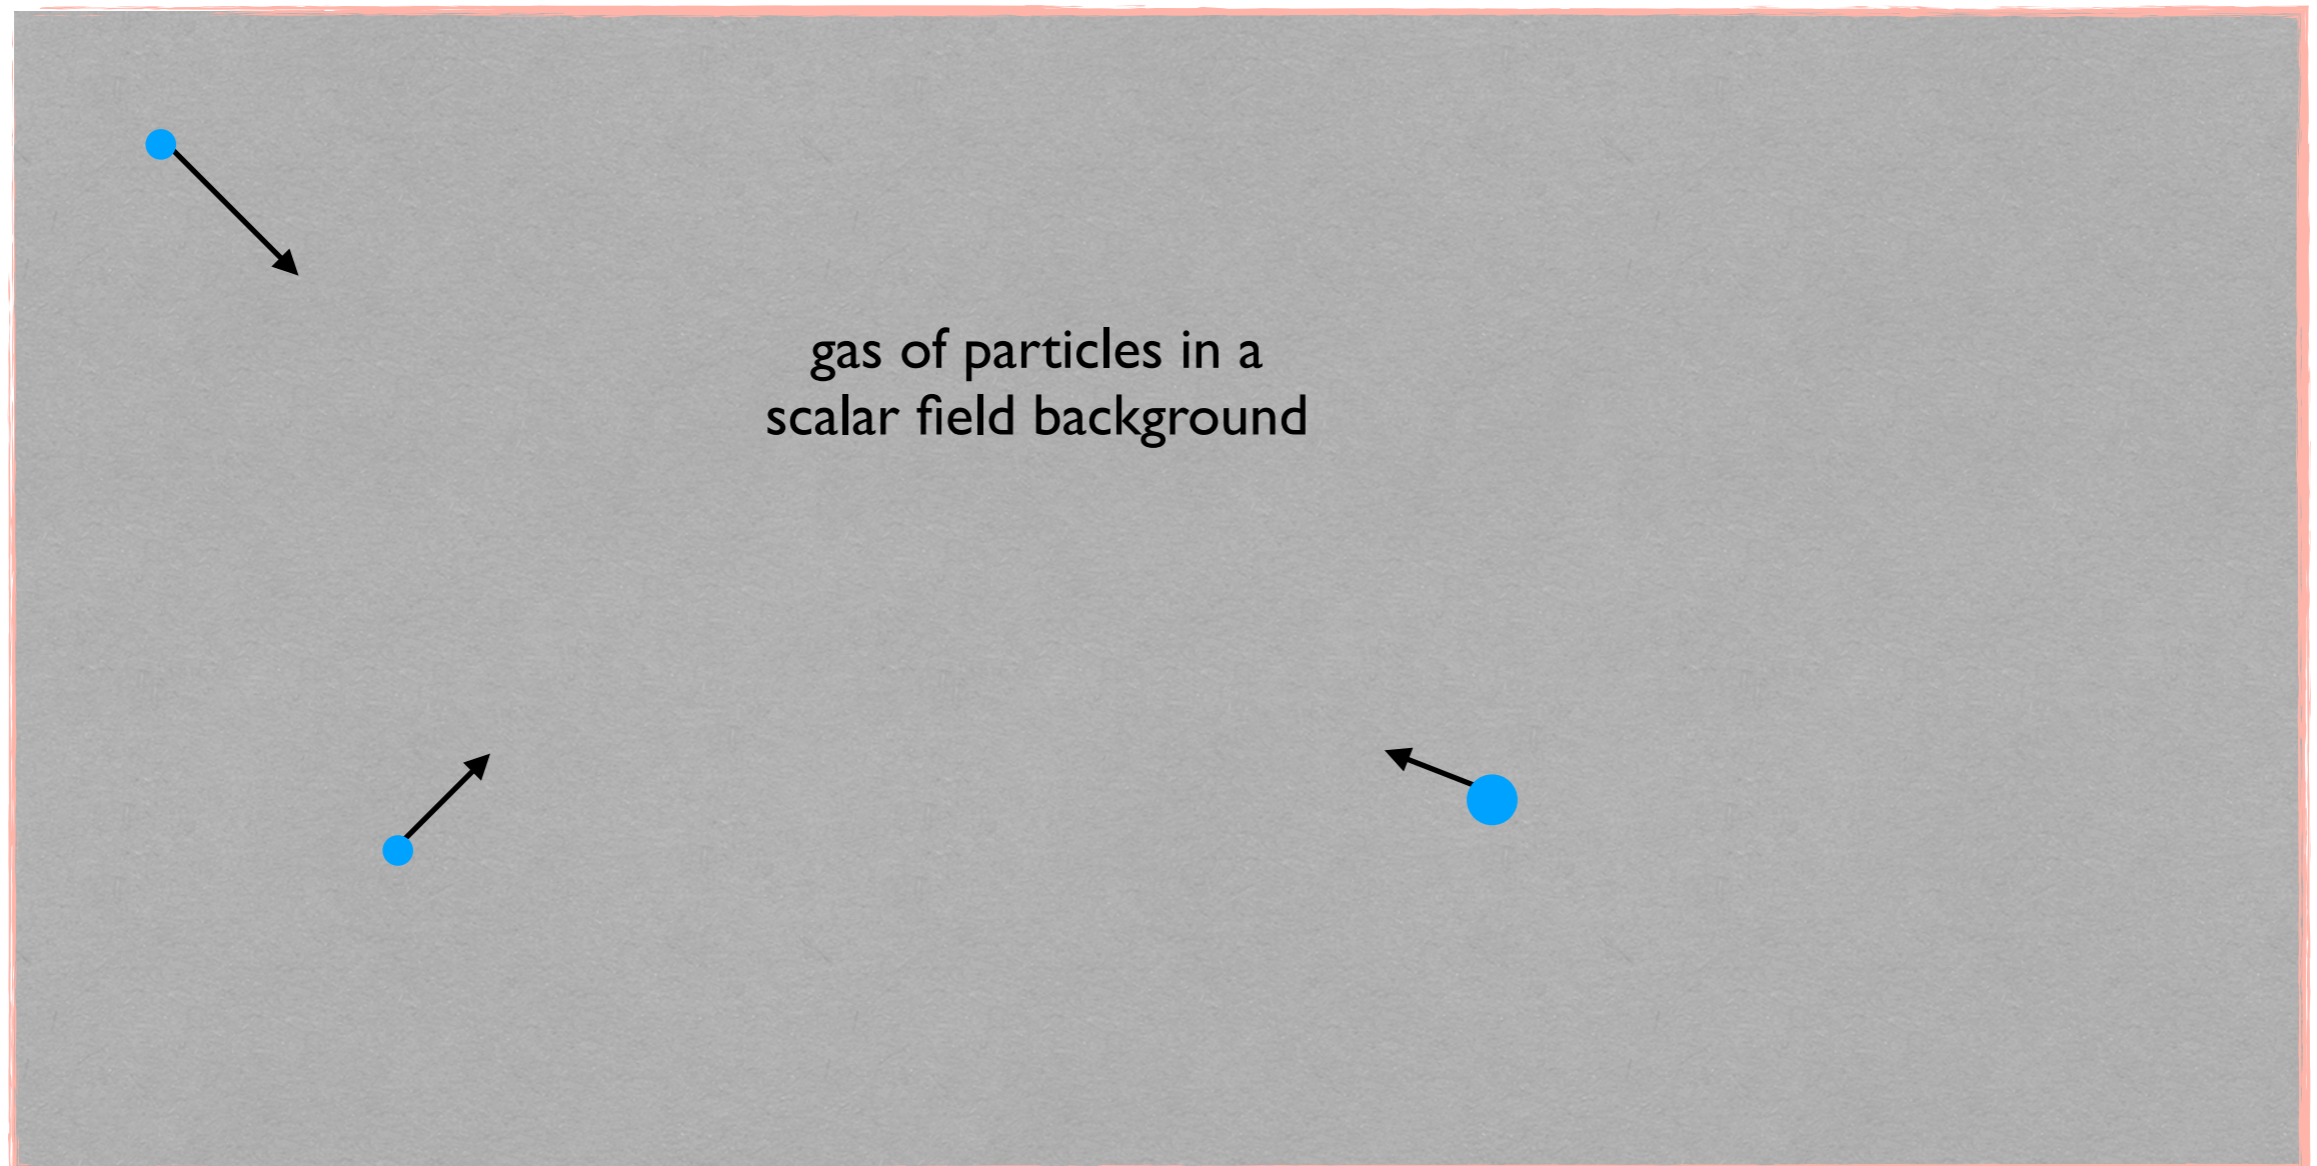 gas of particles in a
scalar field background